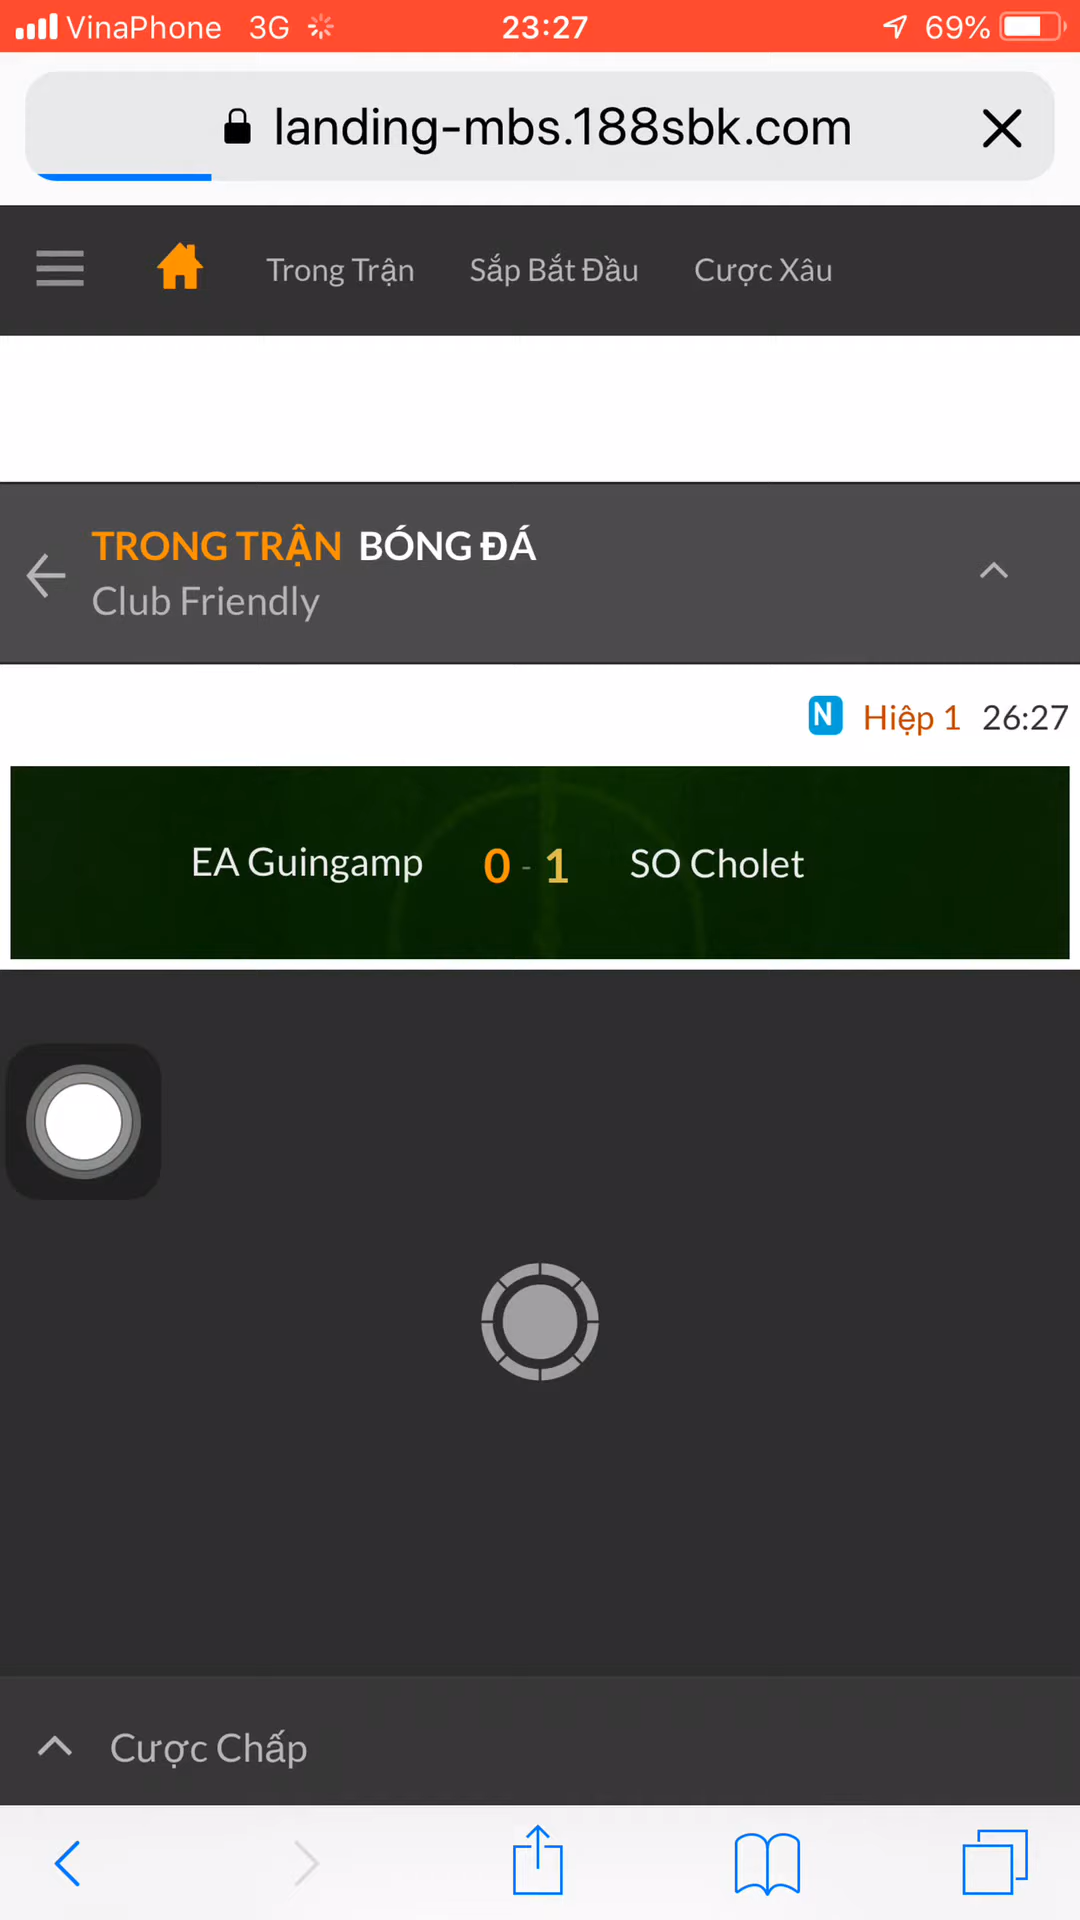 VinaPhone 3G 23:27 69%
landing-mbs.188sbk.com
Trong Trận Sắp Bắt Đầu Cược Xâu
TRONG TRẬN BÓNG ĐÁ
Club Friendly
N Hiệp 1 26:27
EA Guingamp 0 - 1 SO Cholet
Cược Chấp